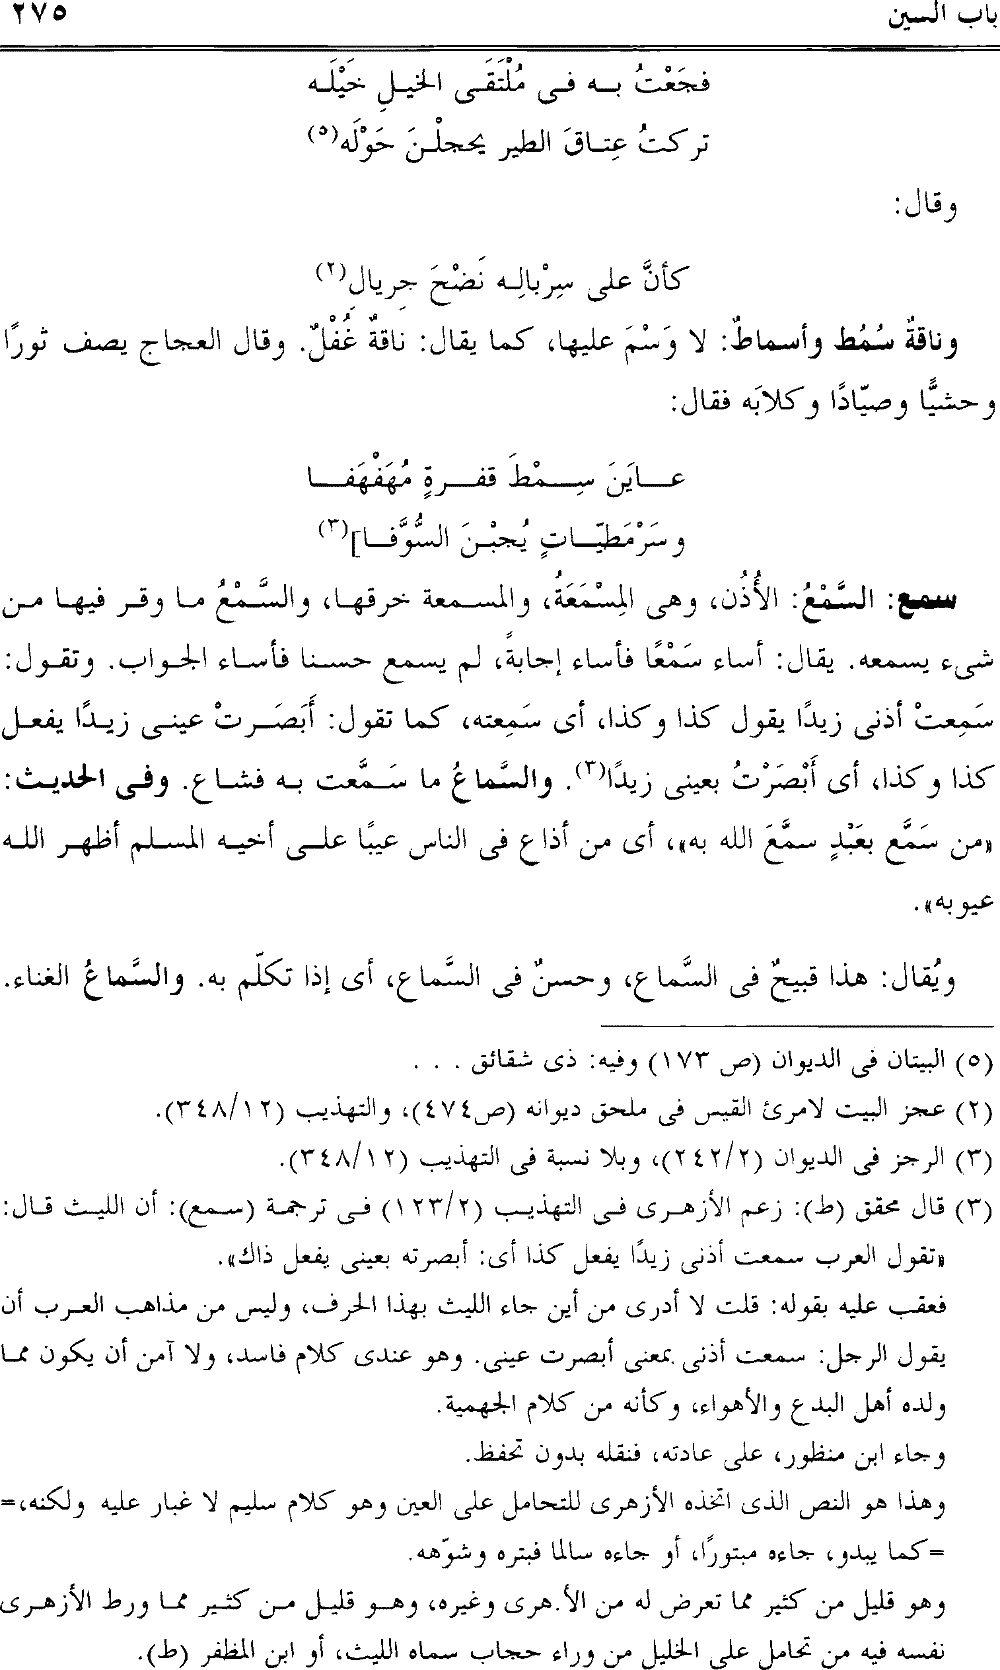 باب السين ٢٧٥
فجَعْتُ بـــه فـى مُلْتَقَى الخيلِ خَيْلَـه
تركتُ عِتـاقَ الطير يحجلْـنَ حَوْلَه(٥)
وقال:
كأنَّ على سِرْبالِـه نَضْحَ جِريالِ(٢)
وناقةٌ سُمُط وأسماطٌ: لا وَسْمَ عليها، كما يقال: ناقةٌ غُفْلٌ. وقال العجاج يصف ثورًا
وحشيًّا وصيّادًا وكلابَه فقال:
عـــايَنَ سِـــمْطَ قفـــرةٍ مُهَفْهَفـــا
وسَرْمَطيّـــاتٍ يُجبْـنَ السُّوَّفـــا](٣)
سمع: السَّمْعُ: الأُذُن، وهى المِسْمَعَةُ، والمسمعة خرقها، والسَّمْعُ ما وقر فيها من
شىء يسمعه. يقال: أساء سَمْعًا فأساء إجابةً، لم يسمع حسنا فأساء الجواب. وتقول:
سَمِعتْ أذنى زيدًا يقول كذا وكذا، أى سَمِعته، كما تقول: أَبَصَرتْ عينى زيدًا يفعل
كذا وكذا، أى أَبْصَرْتُ بعينى زيدًا(٣). والسَّماعُ ما سَمَّعت به فشاع. وفى الحديث:
«من سَمَّع بعَبْدٍ سمَّعَ الله به»، أى من أذاع فى الناس عيبًا على أخيه المسلم أظهر الله
عيوبه».
ويُقال: هذا قبيحٌ فى السَّماع، وحسنٌ فى السَّماع، أى إذا تكلّم به. والسَّماعُ الغناء.
(٥) البيتان فى الديوان (ص ١٧٣) وفيه: ذى شقائق . . .
(٢) عجز البيت لامرئ القيس فى ملحق ديوانه (ص٤٧٤)، والتهذيب (٣٤٨/١٢).
(٣) الرجز فى الديوان (٢٤٢/٢)، وبلا نسبة فى التهذيب (٣٤٨/١٢).
(٣) قال محقق (ط): زعم الأزهرى فى التهذيب (١٢٣/٢) فى ترجمة (سمع): أن الليث قال:
«تقول العرب سمعت أذنى زيدًا يفعل كذا أى: أبصرته بعينى يفعل ذاك».
فعقب عليه بقوله: قلت لا أدرى من أين جاء الليث بهذا الحرف، وليس من مذاهب العرب أن
يقول الرجل: سمعت أذنى بمعنى أبصرت عينى. وهو عندى كلام فاسد، ولا آمن أن يكون مما
ولده أهل البدع والأهواء، وكأنه من كلام الجهمية.
وجاء ابن منظور، على عادته، فنقله بدون تحفظ.
وهذا هو النص الذى اتخذه الأزهرى للتحامل على العين وهو كلام سليم لا غبار عليه ولكنه،=
=كما يبدو، جاءه مبتورًا، أو جاءه سالما فبتره وشوّهه.
وهو قليل من كثير مما تعرض له من الأ.هرى وغيره، وهو قليل من كثير مما ورط الأزهرى
نفسه فيه من تحامل على الخليل من وراء حجاب سماه الليث، أو ابن المظفر (ط).